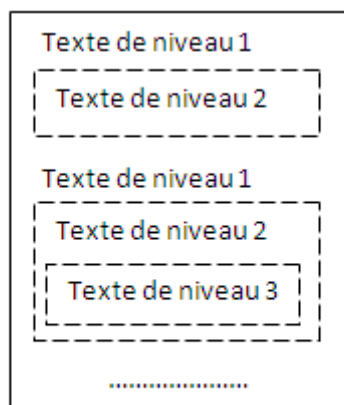 Texte de niveau 1
Texte de niveau 2
Texte de niveau 1
Texte de niveau 2
Texte de niveau 3
.....................